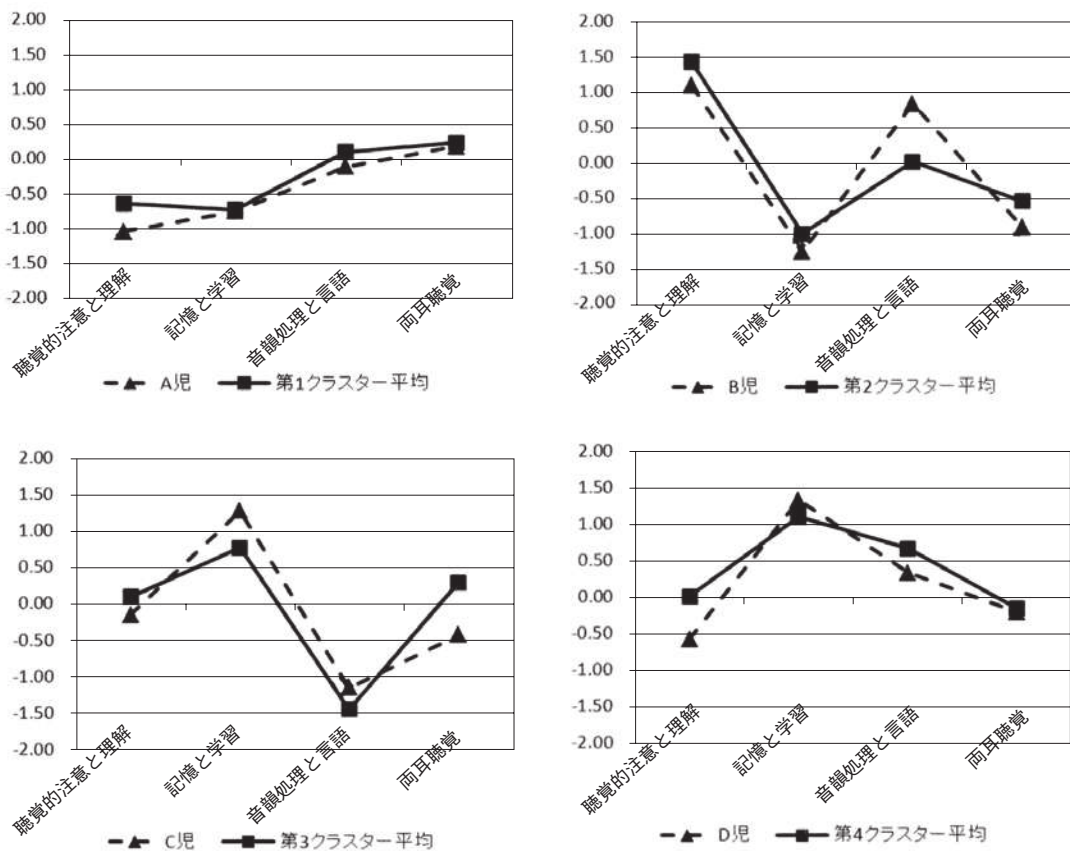 2.00
1.50
1.00
0.50
0.00
-0.50
-1.00
-1.50
-2.00
聴覚的注意と理解
記憶と学習
音韻処理と言語
両耳聴覚
A児
第1クラスター平均
2.00
1.50
1.00
0.50
0.00
-0.50
-1.00
-1.50
-2.00
聴覚的注意と理解
記憶と学習
音韻処理と言語
両耳聴覚
B児
第2クラスター平均
2.00
1.50
1.00
0.50
0.00
-0.50
-1.00
-1.50
-2.00
聴覚的注意と理解
記憶と学習
音韻処理と言語
両耳聴覚
C児
第3クラスター平均
2.00
1.50
1.00
0.50
0.00
-0.50
-1.00
-1.50
-2.00
聴覚的注意と理解
記憶と学習
音韻処理と言語
両耳聴覚
D児
第4クラスター平均